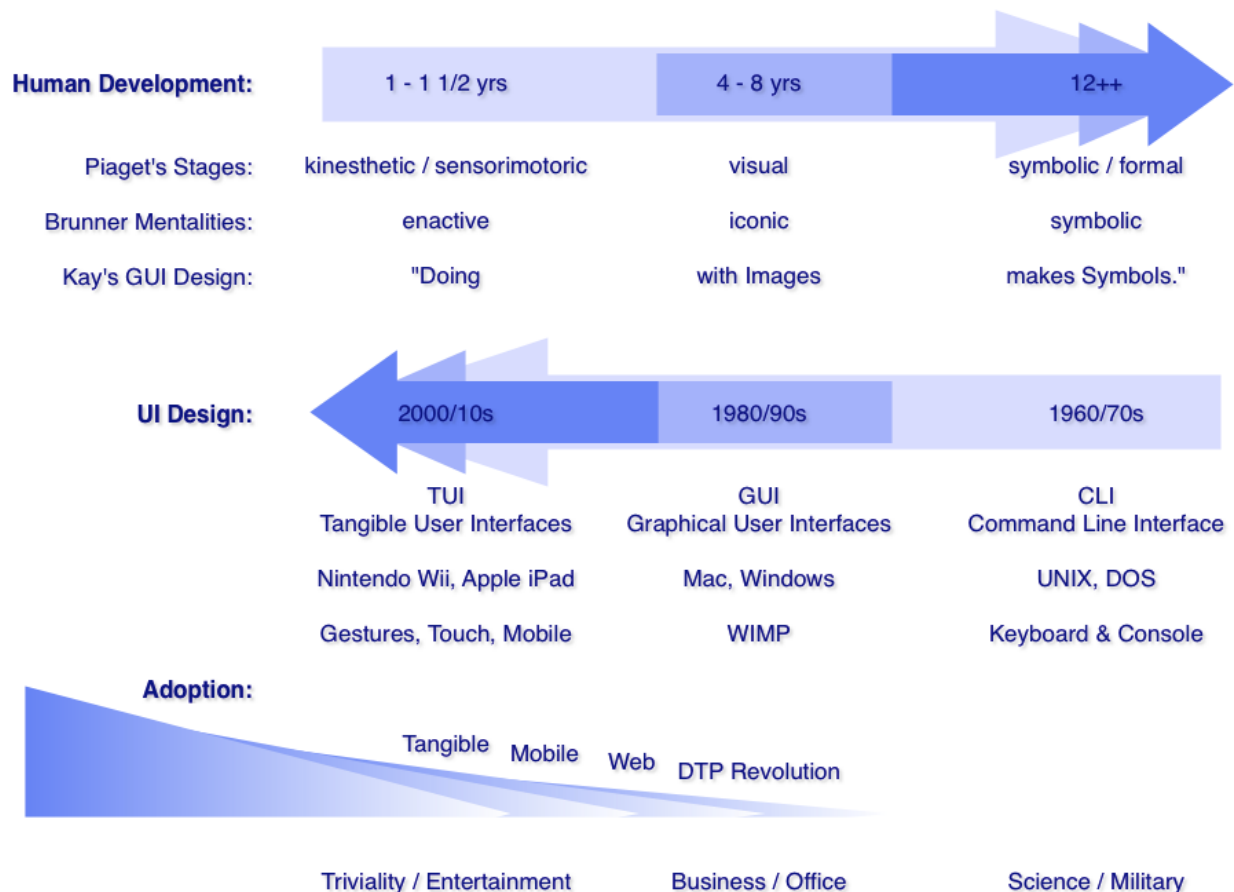 Human Development: 1 - 1 1/2 yrs 4 - 8 yrs 12++
Piaget's Stages: kinesthetic / sensorimotoric visual symbolic / formal
Brunner Mentalities: enactive iconic symbolic
Kay's GUI Design: "Doing with Images makes Symbols."
UI Design: 2000/10s 1980/90s 1960/70s
TUI GUI CLI
Tangible User Interfaces Graphical User Interfaces Command Line Interface
Nintendo Wii, Apple iPad Mac, Windows UNIX, DOS
Gestures, Touch, Mobile WIMP Keyboard & Console
Adoption:
Tangible Mobile Web DTP Revolution
Triviality / Entertainment Business / Office Science / Military